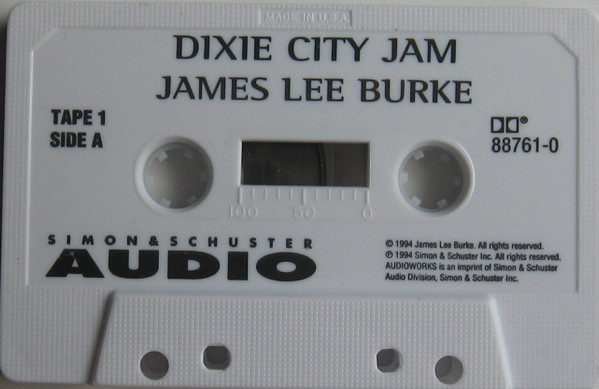 MADE IN U.S.A
DIXIE CITY JAM
JAMES LEE BURKE
TAPE 1
SIDE A
88761-0
100 50 0
SIMON & SCHUSTER
AUDIO
© 1994 James Lee Burke. All rights reserved.
℗ 1994 Simon & Schuster Inc. All rights reserved.
AUDIOWORKS is an imprint of Simon & Schuster
Audio Division, Simon & Schuster Inc.